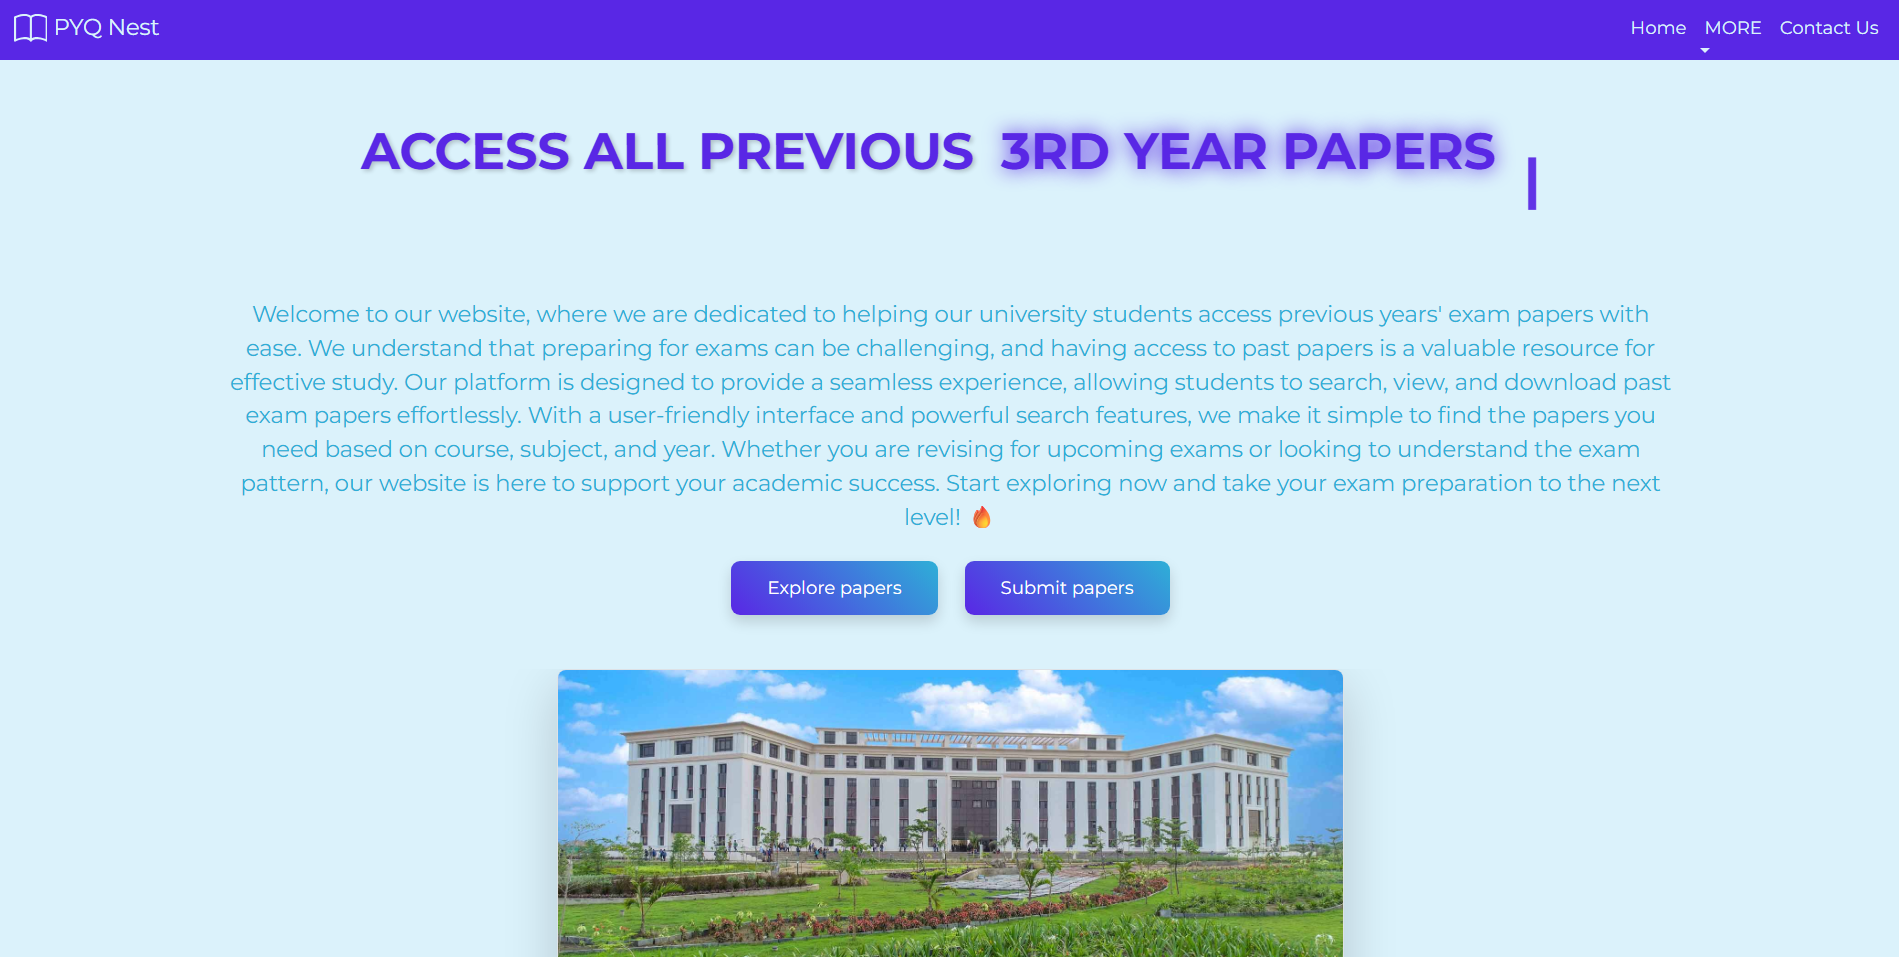 PYQ Nest
Home MORE Contact Us
ACCESS ALL PREVIOUS 3RD YEAR PAPERS
Welcome to our website, where we are dedicated to helping our university students access previous years' exam papers with
ease. We understand that preparing for exams can be challenging, and having access to past papers is a valuable resource for
effective study. Our platform is designed to provide a seamless experience, allowing students to search, view, and download past
exam papers effortlessly. With a user-friendly interface and powerful search features, we make it simple to find the papers you
need based on course, subject, and year. Whether you are revising for upcoming exams or looking to understand the exam
pattern, our website is here to support your academic success. Start exploring now and take your exam preparation to the next
level! 🔥
Explore papers
Submit papers